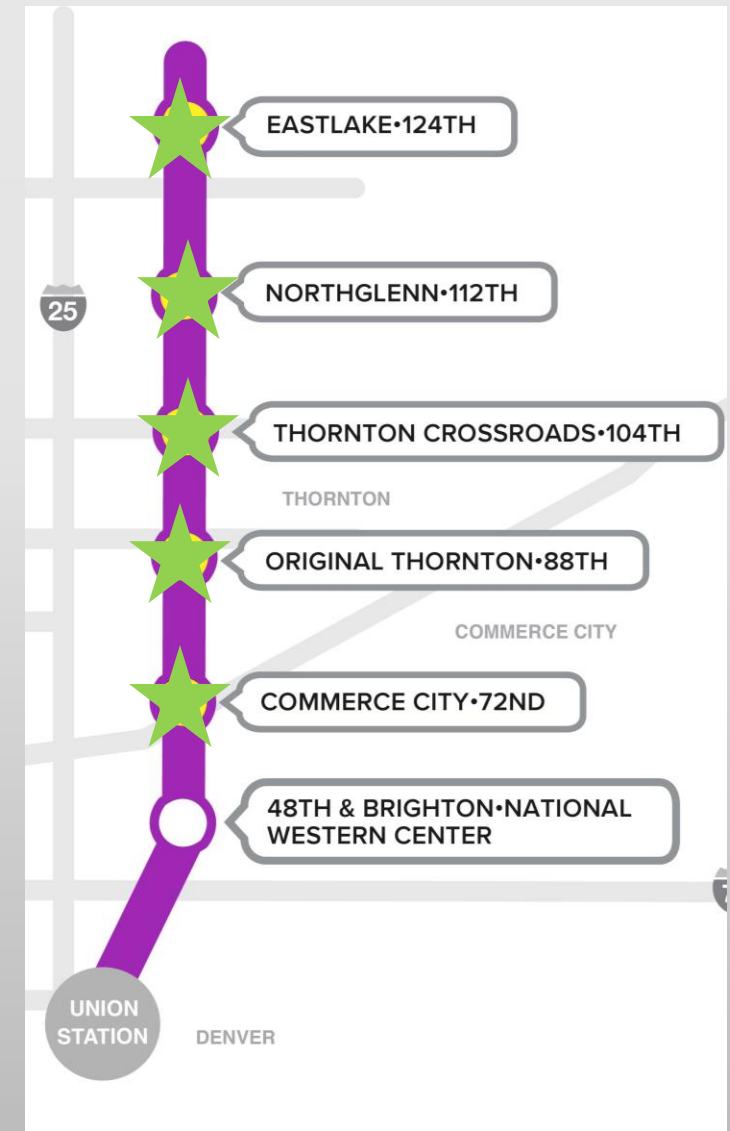 EASTLAKE•124TH
25
NORTHGLENN•112TH
THORNTON CROSSROADS•104TH
THORNTON
ORIGINAL THORNTON•88TH
COMMERCE CITY
COMMERCE CITY•72ND
48TH & BRIGHTON•NATIONAL
WESTERN CENTER
UNION
STATION
DENVER